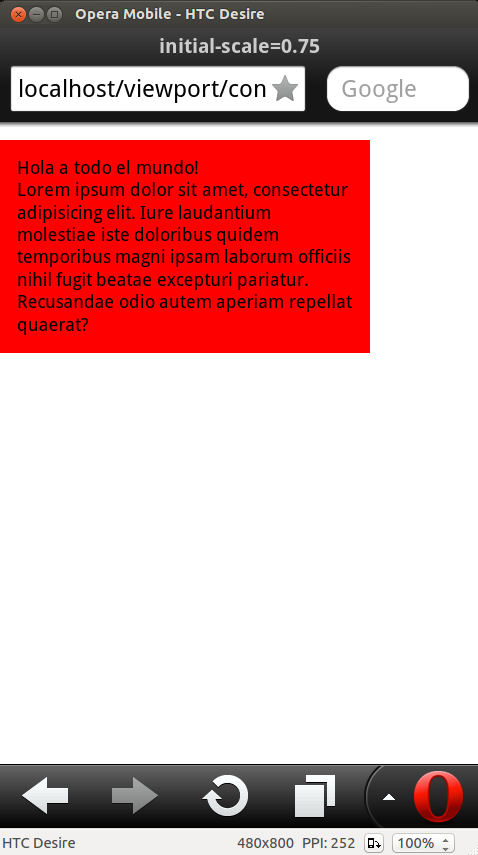 Opera Mobile - HTC Desire
initial-scale=0.75
localhost/viewport/con
Google
Hola a todo el mundo!
Lorem ipsum dolor sit amet, consectetur
adipisicing elit. Iure laudantium
molestiae iste doloribus quidem
temporibus magni ipsam laborum officiis
nihil fugit beatae excepturi pariatur.
Recusandae odio autem aperiam repellat
quaerat?
HTC Desire 480x800 PPI: 252 100%